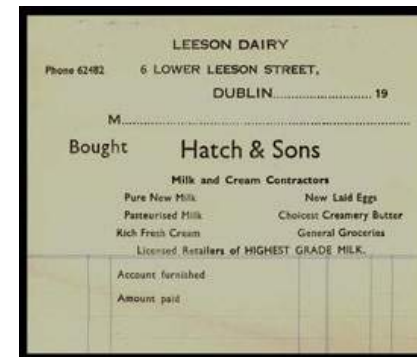 LEESON DAIRY
Phone 62482 6 LOWER LEESON STREET,
DUBLIN............................ 19
M......................................................................
Bought Hatch & Sons
Milk and Cream Contractors
Pure New Milk New Laid Eggs
Pasteurised Milk Choicest Creamery Butter
Rich Fresh Cream General Groceries
Licensed Retailers of HIGHEST GRADE MILK.
Account furnished
Amount paid